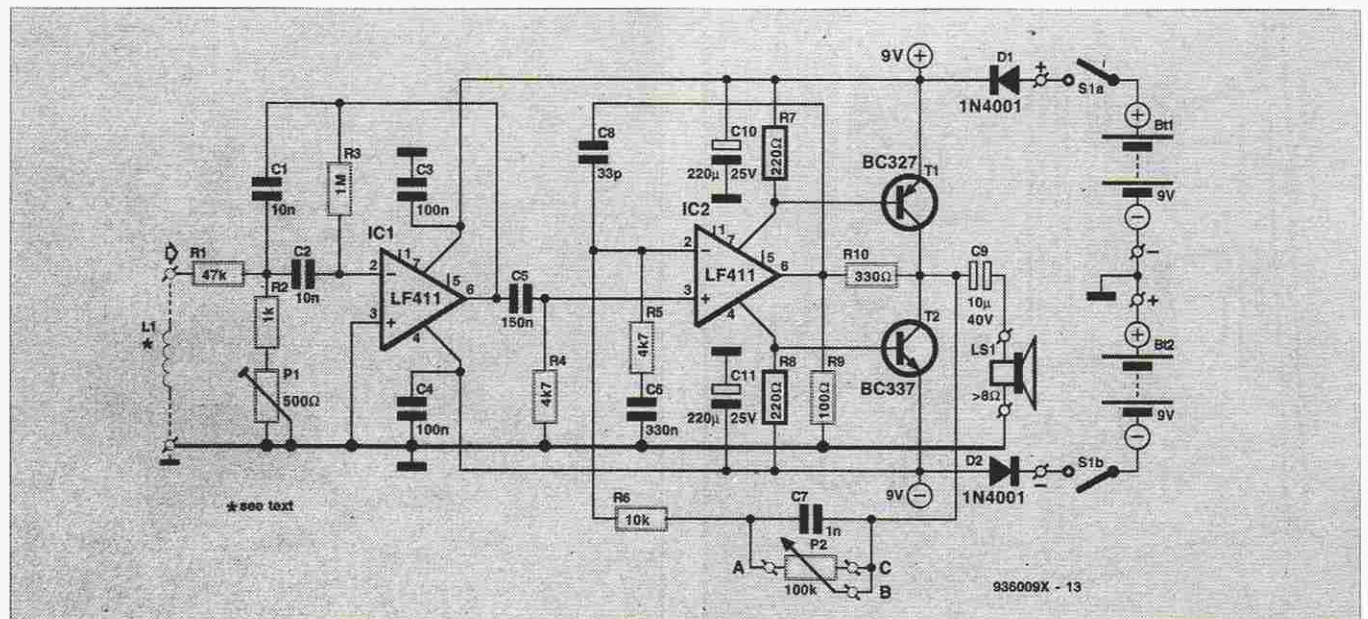 9V
D1
1N4001
S1a
Bt1
9V
C1
10n
R3
1M
C3
100n
C8
33p
C10
220μ
25V
R7
220Ω
BC327
T1
IC1
IC2
R1
47k
C2
10n
2
3
1
7
5
6
4
LF411
C5
150n
2
3
1
7
5
6
4
LF411
R10
330Ω
C9
10μ
40V
L1
*
R2
1k
P1
500Ω
C4
100n
R4
4k7
R5
4k7
C6
330n
C11
220μ
25V
R8
220Ω
R9
100Ω
T2
BC337
LS1
>8Ω
Bt2
9V
D2
1N4001
S1b
9V
* see text
R6
10k
C7
1n
P2
100k
A
C
B
936009X - 13